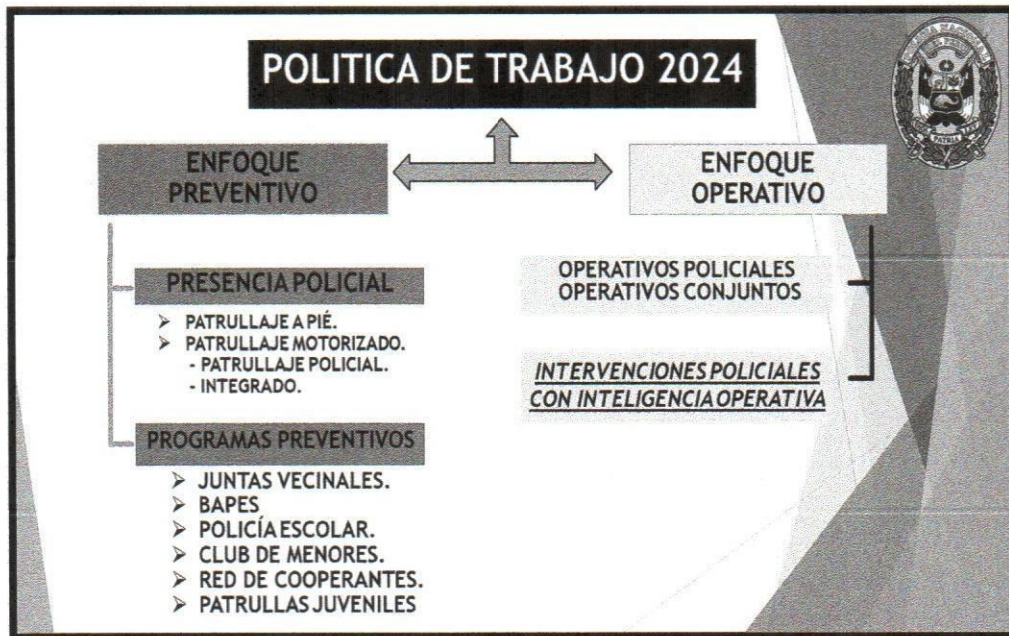 POLITICA DE TRABAJO 2024
ENFOQUE
PREVENTIVO
PRESENCIA POLICIAL
➢ PATRULLAJE A PIÉ.
➢ PATRULLAJE MOTORIZADO.
- PATRULLAJE POLICIAL.
- INTEGRADO.
PROGRAMAS PREVENTIVOS
➢ JUNTAS VECINALES.
➢ BAPES
➢ POLICÍA ESCOLAR.
➢ CLUB DE MENORES.
➢ RED DE COOPERANTES.
➢ PATRULLAS JUVENILES
ENFOQUE
OPERATIVO
OPERATIVOS POLICIALES
OPERATIVOS CONJUNTOS
INTERVENCIONES POLICIALES
CON INTELIGENCIA OPERATIVA
PATRIA